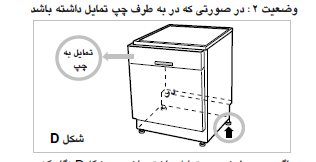 وضعیت ۲ : در صورتی که در به طرف چپ تمایل داشته باشد
تمایل به
چپ
شکل D